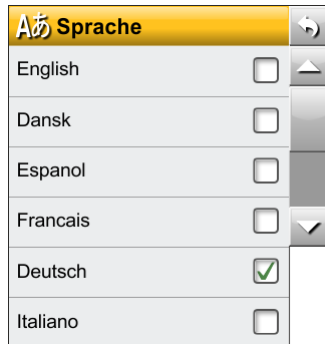 Aあ Sprache
English
Dansk
Espanol
Francais
Deutsch
Italiano